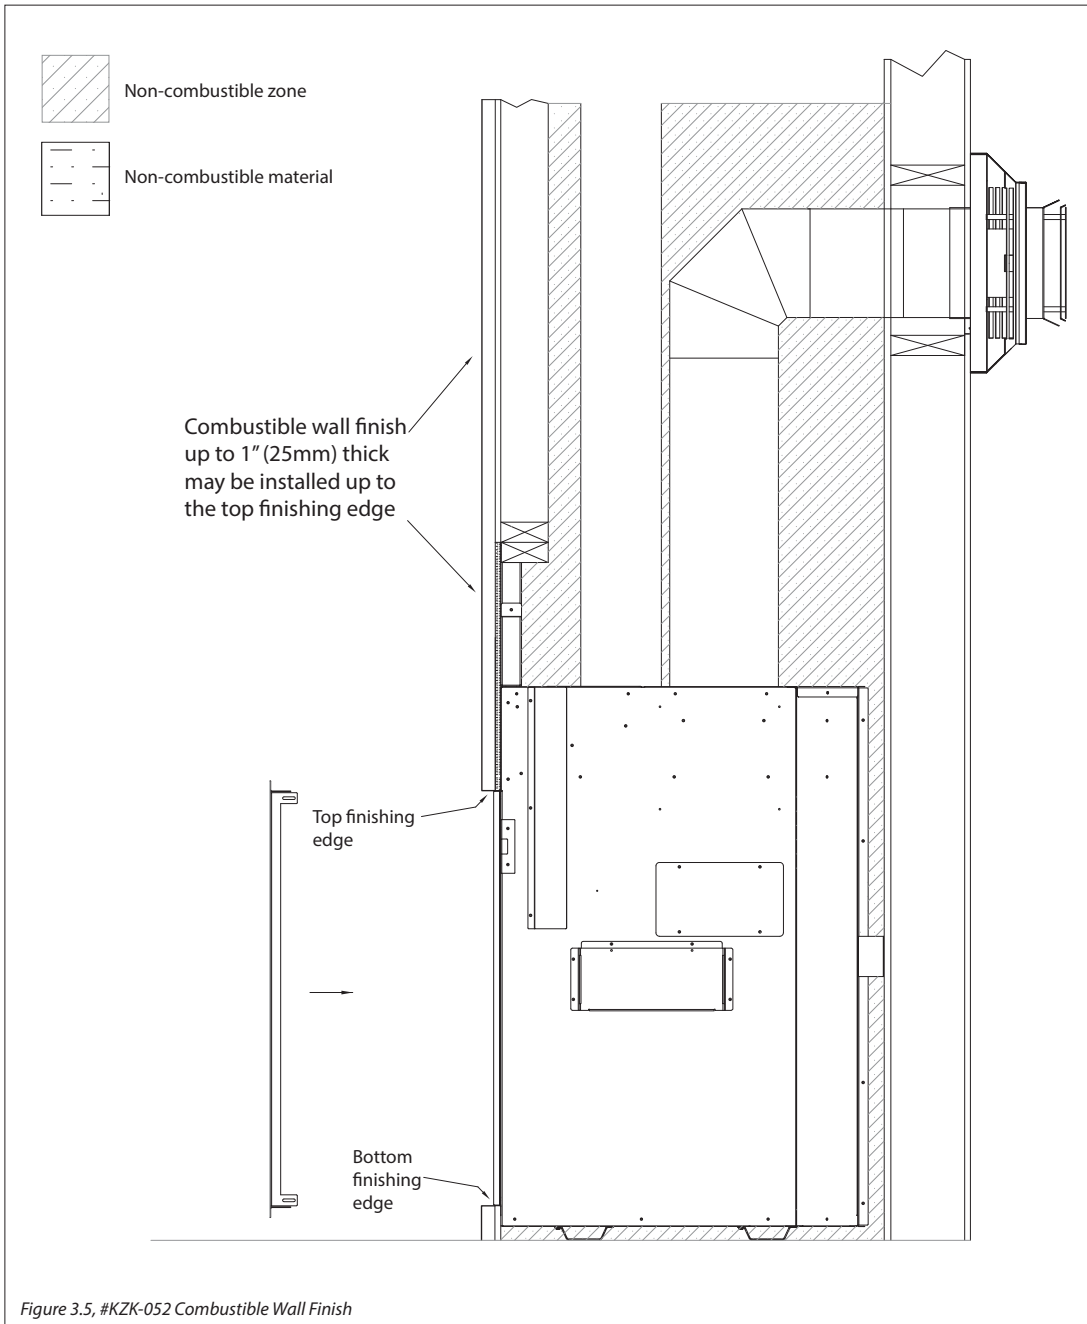 Non-combustible zone
Non-combustible material
Combustible wall finish
up to 1” (25mm) thick
may be installed up to
the top finishing edge
Top finishing
edge
Bottom
finishing
edge
Figure 3.5, #KZK-052 Combustible Wall Finish